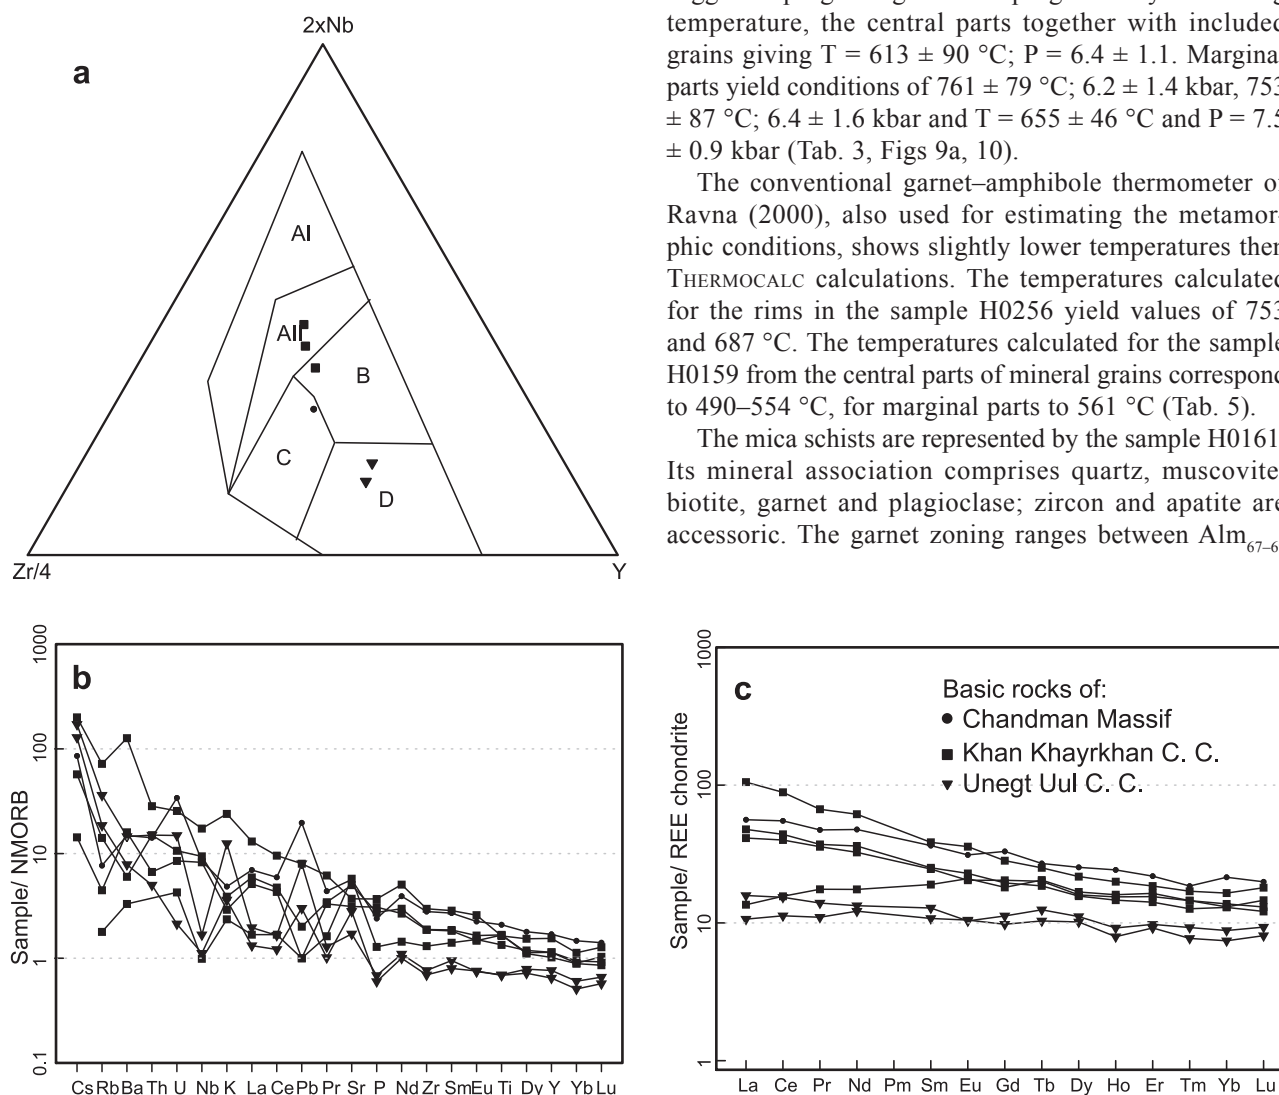 2xNb
a
AI
AII
B
C
D
Zr/4
Y
temperature, the central parts together with included
grains giving T = 613 ± 90 °C; P = 6.4 ± 1.1. Margina
parts yield conditions of 761 ± 79 °C; 6.2 ± 1.4 kbar, 753
± 87 °C; 6.4 ± 1.6 kbar and T = 655 ± 46 °C and P = 7.5
± 0.9 kbar (Tab. 3, Figs 9a, 10).
The conventional garnet–amphibole thermometer o
Ravna (2000), also used for estimating the metamor-
phic conditions, shows slightly lower temperatures then
THERMOCALC calculations. The temperatures calculated
for the rims in the sample H0256 yield values of 753
and 687 °C. The temperatures calculated for the sample
H0159 from the central parts of mineral grains correspond
to 490–554 °C, for marginal parts to 561 °C (Tab. 5).
The mica schists are represented by the sample H0161
Its mineral association comprises quartz, muscovite
biotite, garnet and plagioclase; zircon and apatite are
accessoric. The garnet zoning ranges between Alm67–6
b
Sample/ NMORB
1000
100
10
1
0.1
Cs Rb Ba Th U Nb K La Ce Pb Pr Sr P Nd Zr Sm Eu Ti Dy Y Yb Lu
c
Basic rocks of:
Chandman Massif
Khan Khayrkhan C. C.
Unegt Uul C. C.
Sample/ REE chondrite
1000
100
10
1
La Ce Pr Nd Pm Sm Eu Gd Tb Dy Ho Er Tm Yb Lu